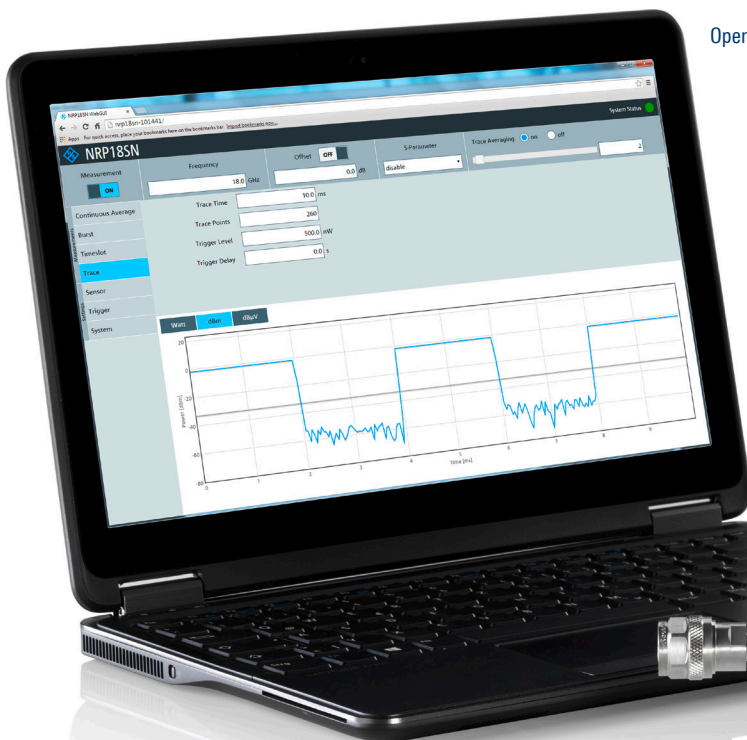 Oper
NRP18SN WebGUI
nrp18sn-101441/
Apps For quick access, place your bookmarks here on the bookmarks bar. Import bookmarks now...
NRP18SN
System Status
Measurement
ON
Frequency
18.0 GHz
Offset OFF
0.0 dB
S-Parameter
disable
Trace Averaging on off
2
Measurements
Continuous Average
Burst
Timeslot
Trace
Settings
Sensor
Trigger
System
Trace Time 10.0 ms
Trace Points 260
Trigger Level 500.0 nW
Trigger Delay 0.0 s
Watt dBm dBµV
Power [dBm]
20
0
-20
-40
-60
-80
0 1 2 3 4 5 6 7 8 9
Time [ms]